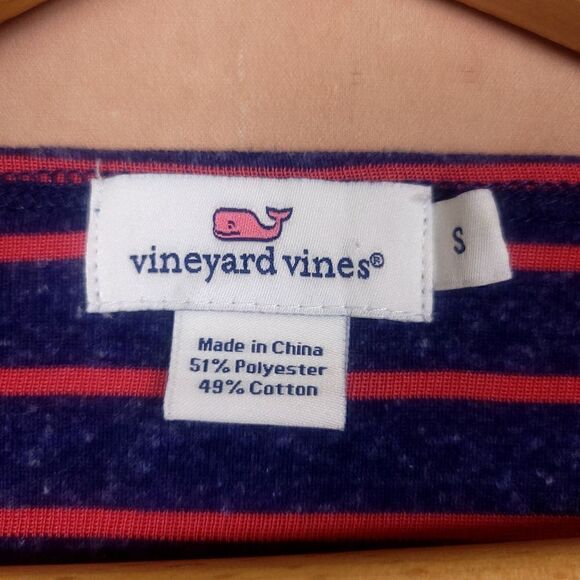 vineyard vines®
S
Made in China
51% Polyester
49% Cotton